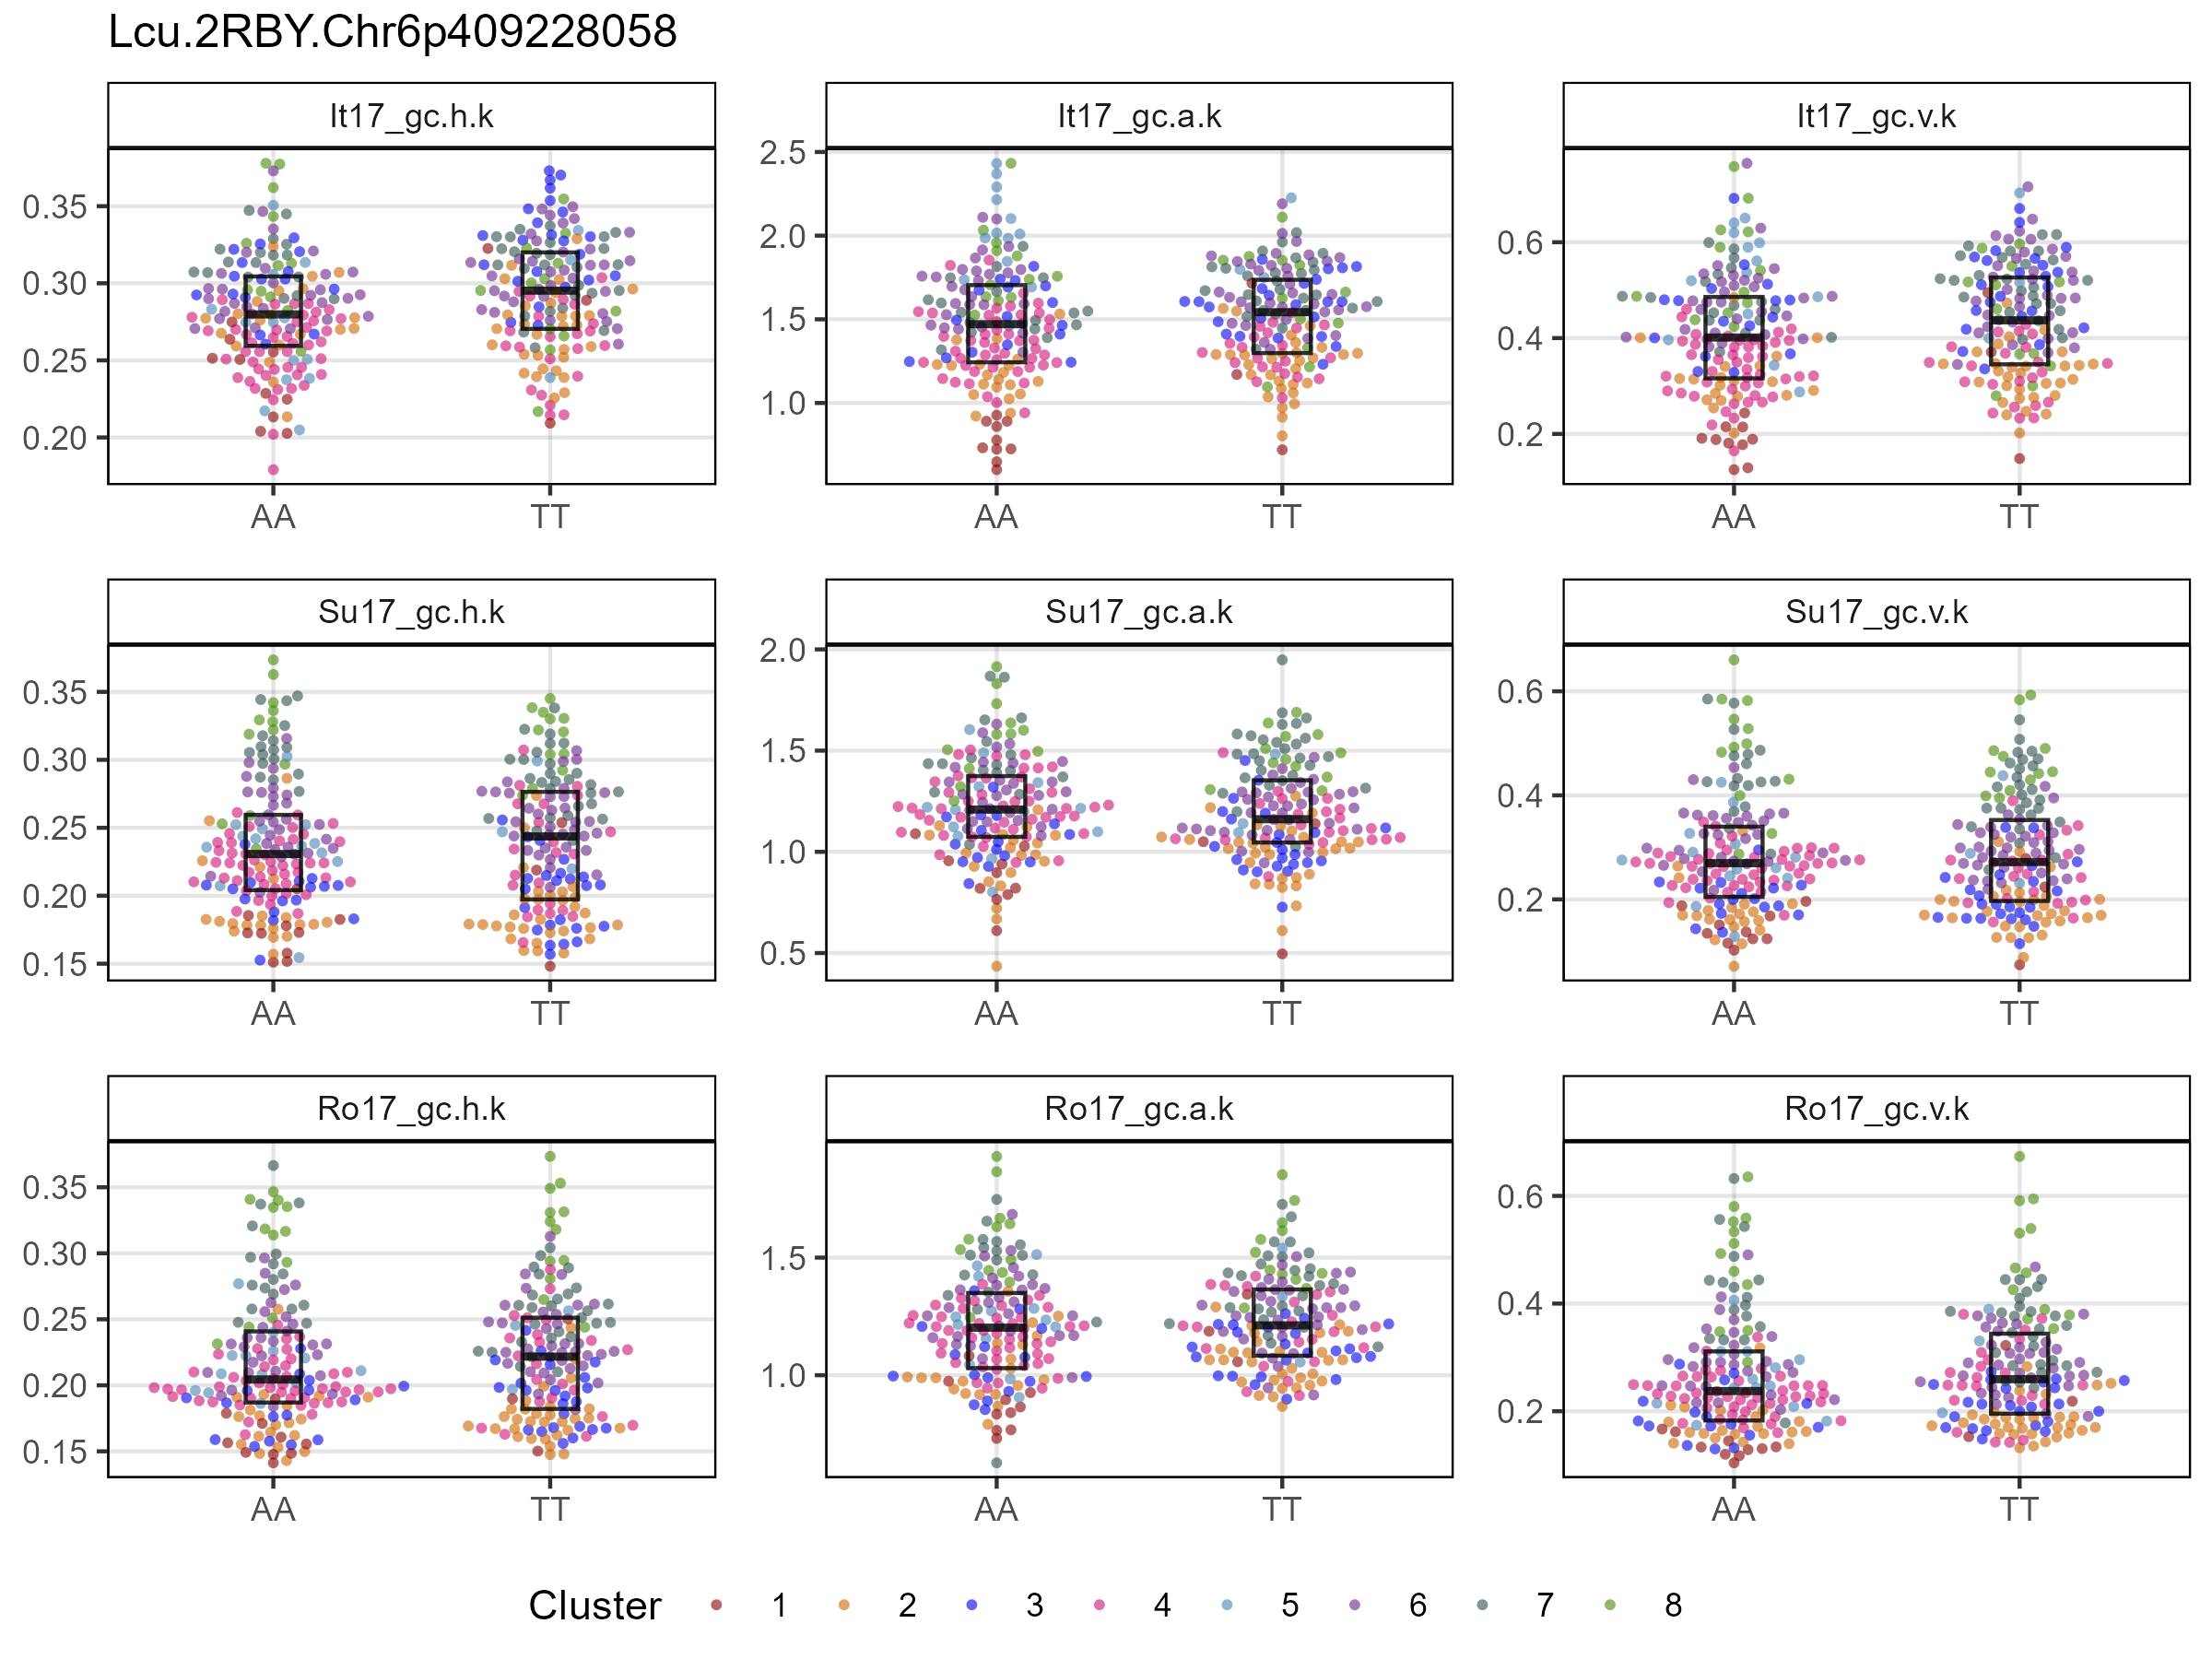 Lcu.2RBY.Chr6p409228058
It17_gc.h.k
It17_gc.a.k
It17_gc.v.k
0.35
0.30
0.25
0.20
2.5
2.0
1.5
1.0
0.6
0.4
0.2
AA TT
AA TT
AA TT
Su17_gc.h.k
Su17_gc.a.k
Su17_gc.v.k
0.35
0.30
0.25
0.20
0.15
2.0
1.5
1.0
0.5
0.6
0.4
0.2
AA TT
AA TT
AA TT
Ro17_gc.h.k
Ro17_gc.a.k
Ro17_gc.v.k
0.35
0.30
0.25
0.20
0.15
1.5
1.0
0.6
0.4
0.2
AA TT
AA TT
AA TT
Cluster 1 2 3 4 5 6 7 8